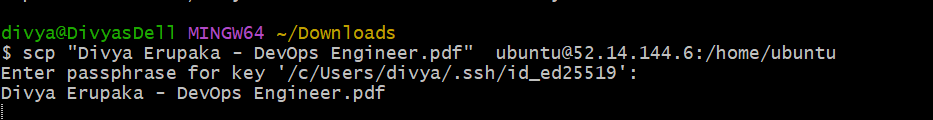 divya@DivyasDell MINGW64 ~/Downloads
$ scp "Divya Erupaka - DevOps Engineer.pdf"  ubuntu@52.14.144.6:/home/ubuntu
Enter passphrase for key '/c/Users/divya/.ssh/id_ed25519':
Divya Erupaka - DevOps Engineer.pdf